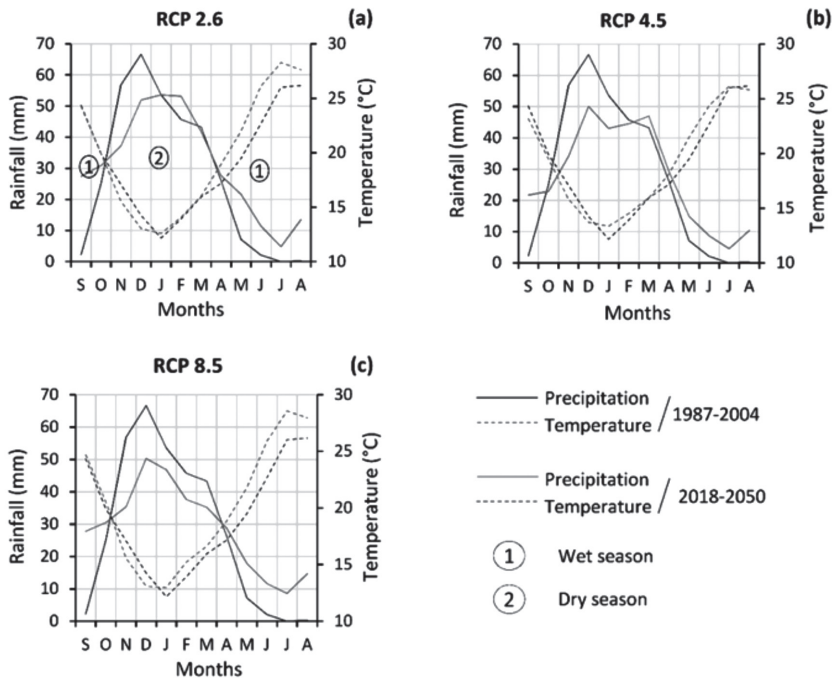 RCP 2.6
(a)
70
60
50
40
30
20
10
0
Rainfall (mm)
30
25
20
15
10
Temperature (°C)
1
2
1
S O N D J F M A M J J A
Months
RCP 4.5
(b)
70
60
50
40
30
20
10
0
Rainfall (mm)
30
25
20
15
10
Temperature (°C)
S O N D J F M A M J J A
Months
RCP 8.5
(c)
70
60
50
40
30
20
10
0
Rainfall (mm)
30
25
20
15
10
Temperature (°C)
S O N D J F M A M J J A
Months
Precipitation
Temperature
1987-2004
Precipitation
Temperature
2018-2050
1 Wet season
2 Dry season